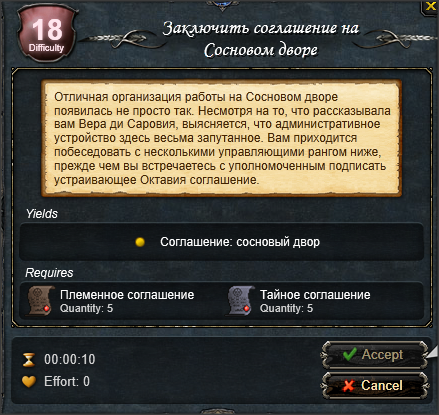 18
Difficulty
Заключить соглашение на
Сосновом дворе
Отличная организация работы на Сосновом дворе
появилась не просто так. Несмотря на то, что рассказывала
вам Вера ди Саровия, выясняется, что административное
устройство здесь весьма запутанное. Вам приходится
побеседовать с несколькими управляющими рангом ниже,
прежде чем вы встречаетесь с уполномоченным подписать
устраивающее Октавия соглашение.
Yields
Соглашение: сосновый двор
Requires
Племенное соглашение
Quantity: 5
Тайное соглашение
Quantity: 5
00:00:10
Effort: 0
Accept
Cancel